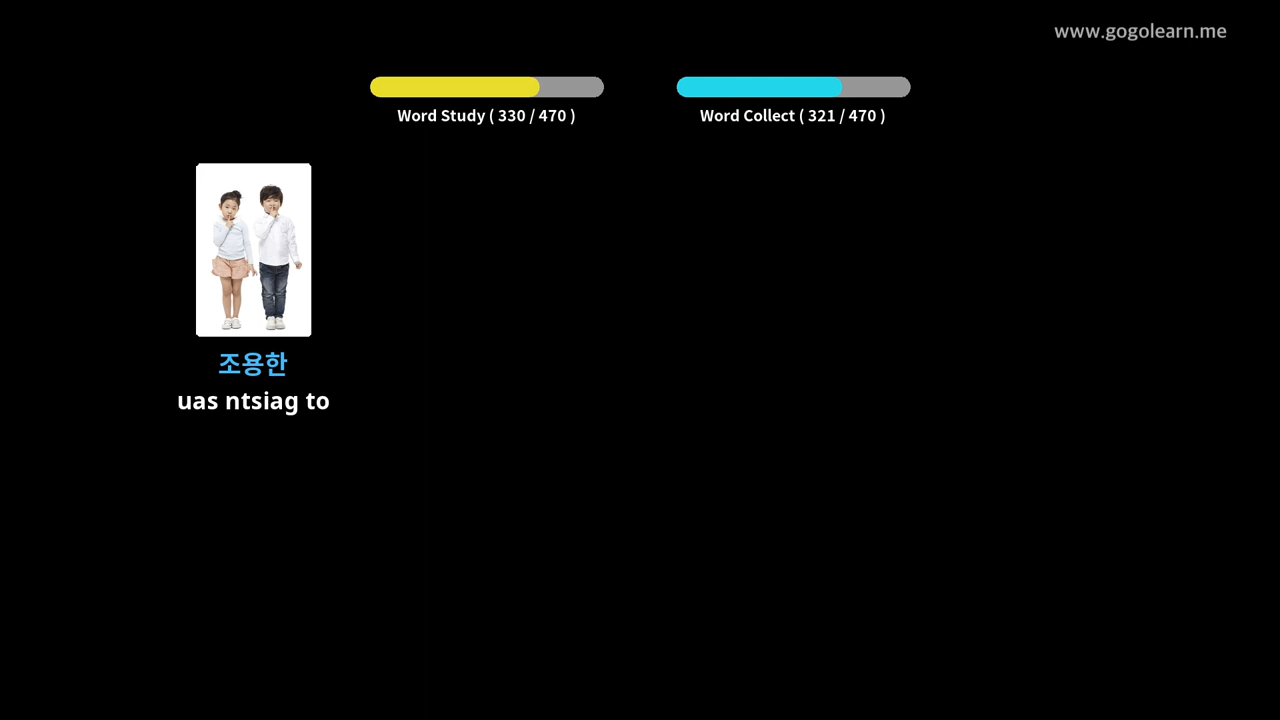 www.gogolearn.me
Word Study ( 330 / 470 )
Word Collect ( 321 / 470 )
조용한
uas ntsiag to